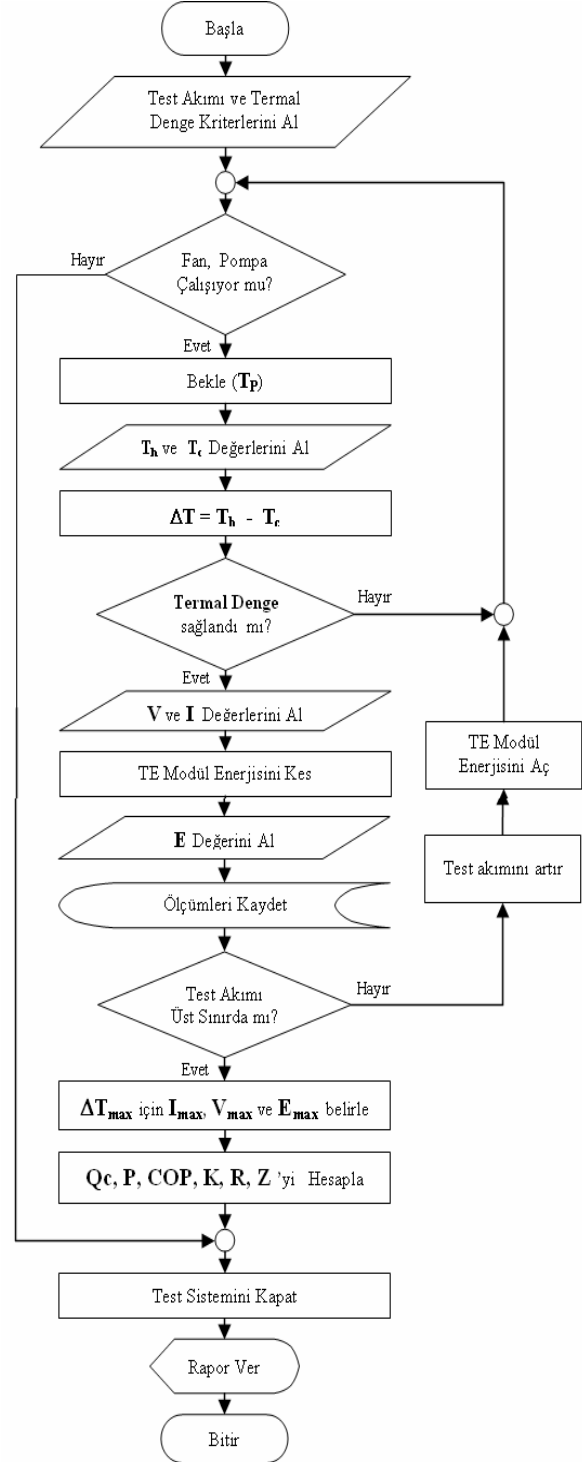 Başla
Test Akımı ve Termal
Denge Kriterlerini Al
Fan, Pompa
Çalışıyor mu?
Hayır
Evet
Bekle (Tp)
Th ve Tc Değerlerini Al
ΔT = Th - Tc
Termal Denge
sağlandı mı?
Hayır
Evet
V ve I Değerlerini Al
TE Modül Enerjisini Kes
E Değerini Al
Ölçümleri Kaydet
TE Modül
Enerjisini Aç
Test akımını artır
Test Akımı
Üst Sınırda mı?
Hayır
Evet
ΔTmax için Imax, Vmax ve Emax belirle
Qc, P, COP, K, R, Z 'yi Hesapla
Test Sistemini Kapat
Rapor Ver
Bitir